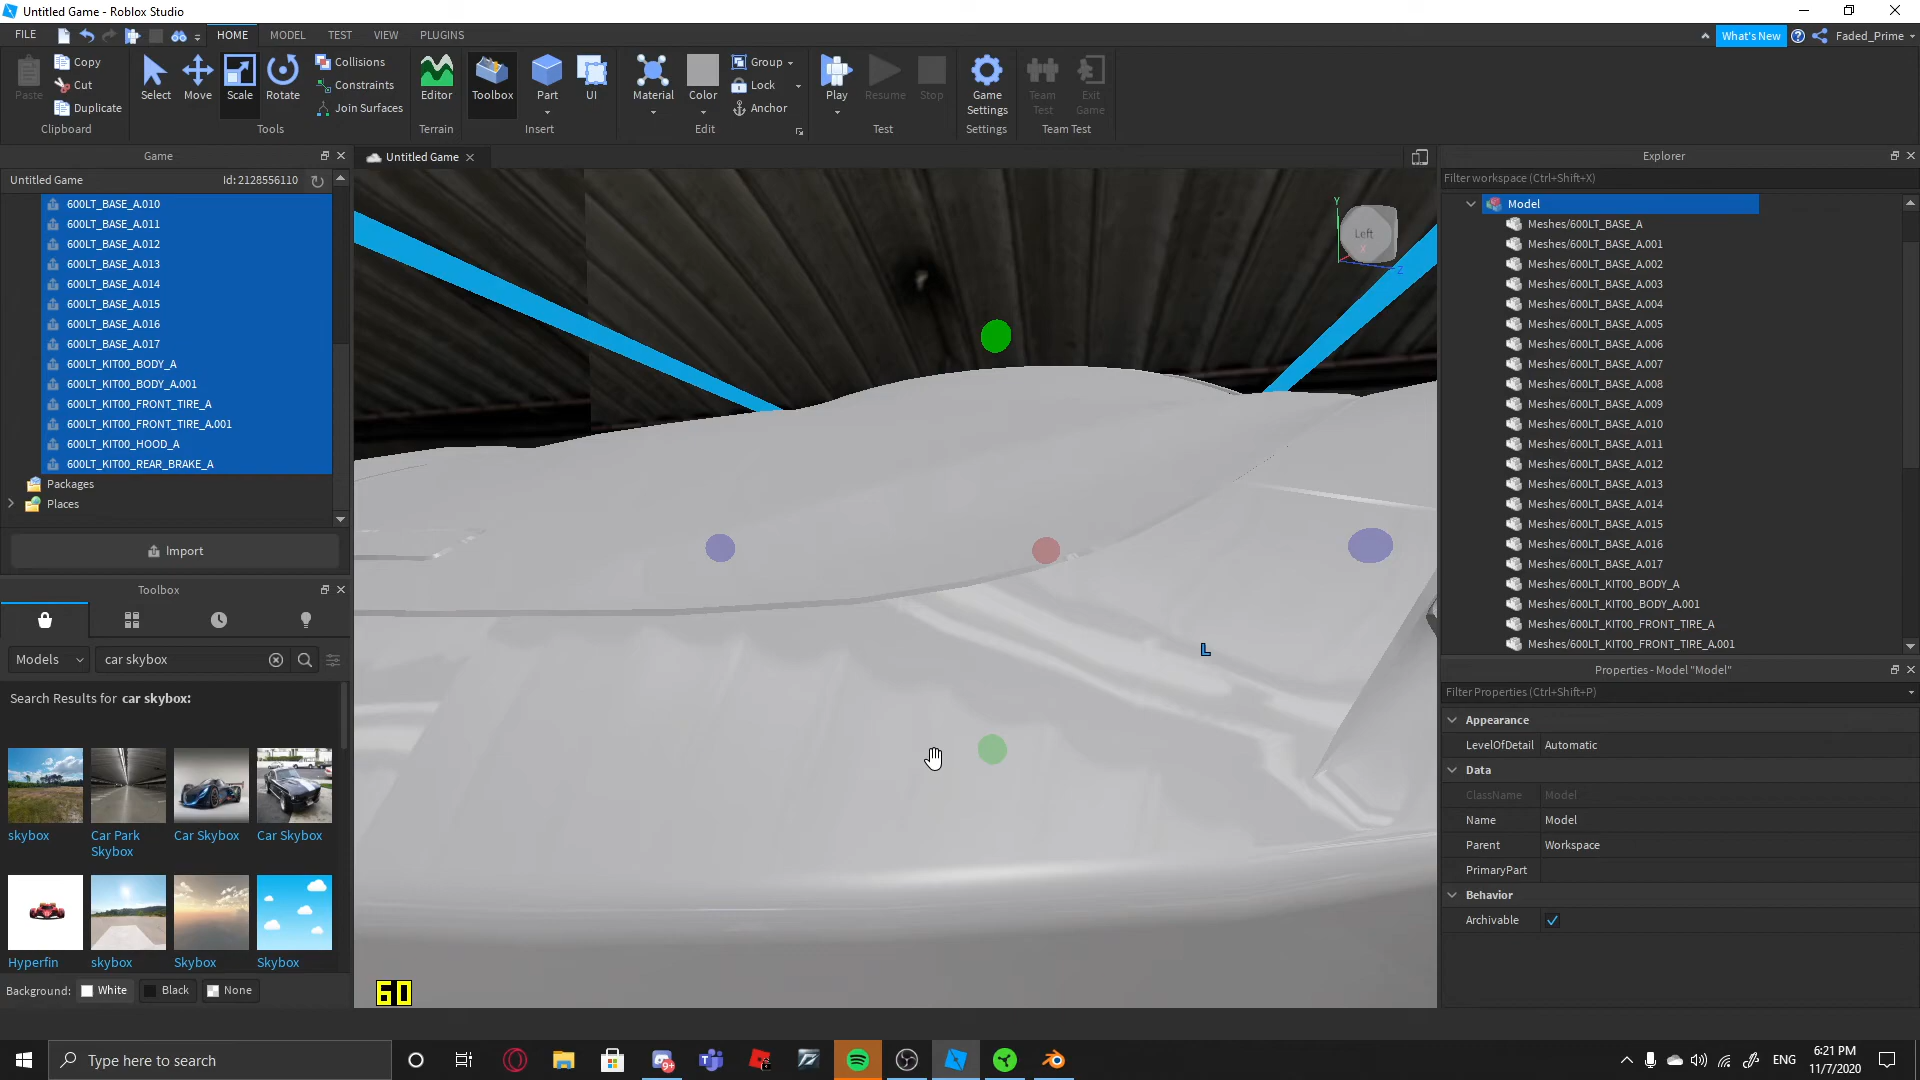 Untitled Game - Roblox Studio
FILE
HOME
MODEL
TEST
VIEW
PLUGINS
What's New
Faded_Prime
Paste
Copy
Cut
Duplicate
Clipboard
Select
Move
Scale
Rotate
Collisions
Constraints
Join Surfaces
Tools
Editor
Terrain
Toolbox
Part
UI
Insert
Material
Color
Group
Lock
Anchor
Edit
Play
Resume
Stop
Test
Game Settings
Settings
Team Test
Exit Game
Team Test
Game
Untitled Game
Id: 2128556110
600LT_BASE_A.010
600LT_BASE_A.011
600LT_BASE_A.012
600LT_BASE_A.013
600LT_BASE_A.014
600LT_BASE_A.015
600LT_BASE_A.016
600LT_BASE_A.017
600LT_KIT00_BODY_A
600LT_KIT00_BODY_A.001
600LT_KIT00_FRONT_TIRE_A
600LT_KIT00_FRONT_TIRE_A.001
600LT_KIT00_HOOD_A
600LT_KIT00_REAR_BRAKE_A
Packages
Places
Import
Toolbox
Models
car skybox
Search Results for car skybox:
skybox
Car Park Skybox
Car Skybox
Car Skybox
Hyperfin
skybox
Skybox
Skybox
Background:
White
Black
None
Untitled Game
Y
Left
X
Z
L
60
Explorer
Filter workspace (Ctrl+Shift+X)
Model
Meshes/600LT_BASE_A
Meshes/600LT_BASE_A.001
Meshes/600LT_BASE_A.002
Meshes/600LT_BASE_A.003
Meshes/600LT_BASE_A.004
Meshes/600LT_BASE_A.005
Meshes/600LT_BASE_A.006
Meshes/600LT_BASE_A.007
Meshes/600LT_BASE_A.008
Meshes/600LT_BASE_A.009
Meshes/600LT_BASE_A.010
Meshes/600LT_BASE_A.011
Meshes/600LT_BASE_A.012
Meshes/600LT_BASE_A.013
Meshes/600LT_BASE_A.014
Meshes/600LT_BASE_A.015
Meshes/600LT_BASE_A.016
Meshes/600LT_BASE_A.017
Meshes/600LT_KIT00_BODY_A
Meshes/600LT_KIT00_BODY_A.001
Meshes/600LT_KIT00_FRONT_TIRE_A
Meshes/600LT_KIT00_FRONT_TIRE_A.001
Properties - Model "Model"
Filter Properties (Ctrl+Shift+P)
Appearance
LevelOfDetail Automatic
Data
ClassName Model
Name Model
Parent Workspace
PrimaryPart
Behavior
Archivable
Type here to search
9+
ENG
6:21 PM
11/7/2020